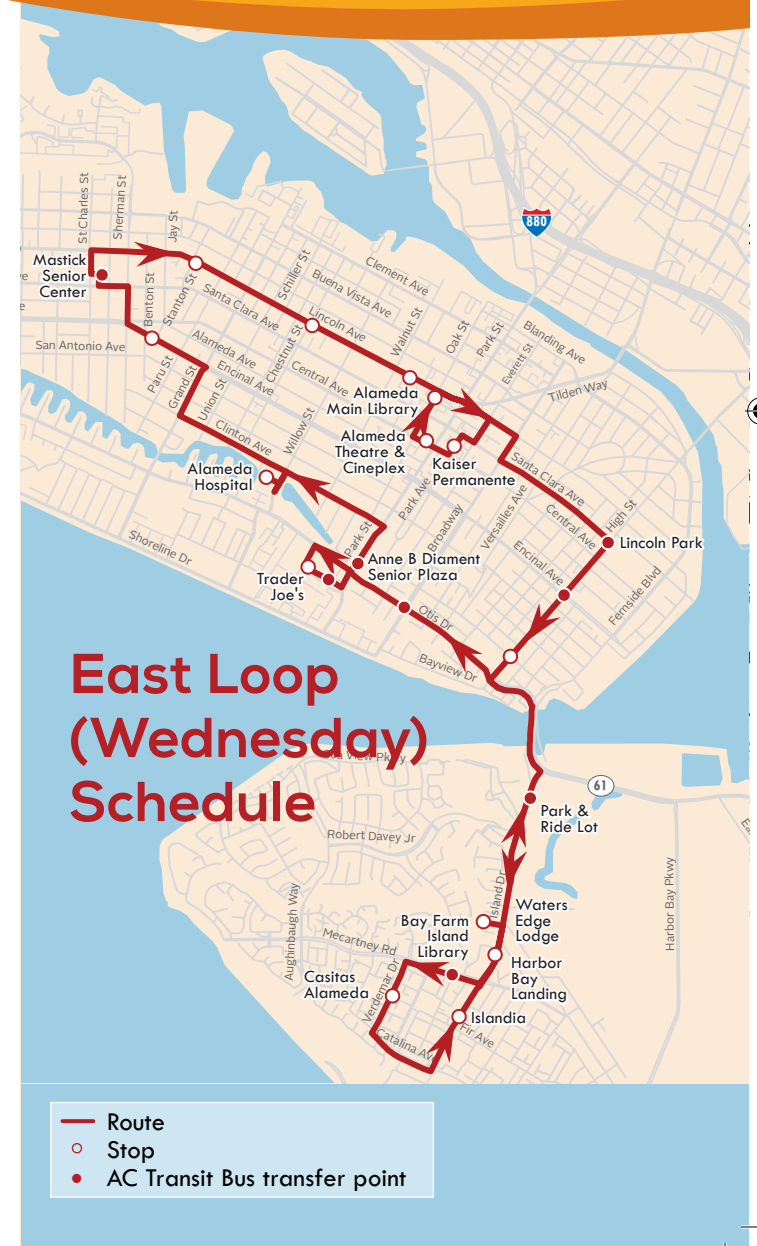 880
St Charles St
Sherman St
Jay St
Mastick
Senior
Center
Benton St
Stanton St
Schiller St
Clement Ave
Buena Vista Ave
Santa Clara Ave
Lincoln Ave
Walnut St
Oak St
Park St
Everett St
Blanding Ave
San Antonio Ave
Alameda Ave
Encinal Ave
Chestnut St
Central Ave
Paru St
Grand St
Union St
Tilden Way
Alameda
Main Library
Willow St
Clinton Ave
Alameda
Theatre &
Cineplex
Kaiser
Permanente
Santa Clara Ave
Alameda
Hospital
Park Ave
Broadway
Versailles Ave
Central Ave
High St
Lincoln Park
Shoreline Dr
Park St
Encinal Ave
Anne B Diament
Senior Plaza
Trader
Joe's
Fernside Blvd
Otis Dr
Bayview Dr
East Loop
(Wednesday)
Schedule
View Pkwy
61
Park &
Ride Lot
Robert Davey Jr
Island Dr
Harbor Bay Pkwy
Aughinbaugh Way
Waters
Edge
Lodge
Bay Farm
Island
Library
Mecartney Rd
Harbor
Bay
Landing
Casitas
Alameda
Verdemar Dr
Islandia
Fir Ave
Catalina Ave
Route
Stop
AC Transit Bus transfer point